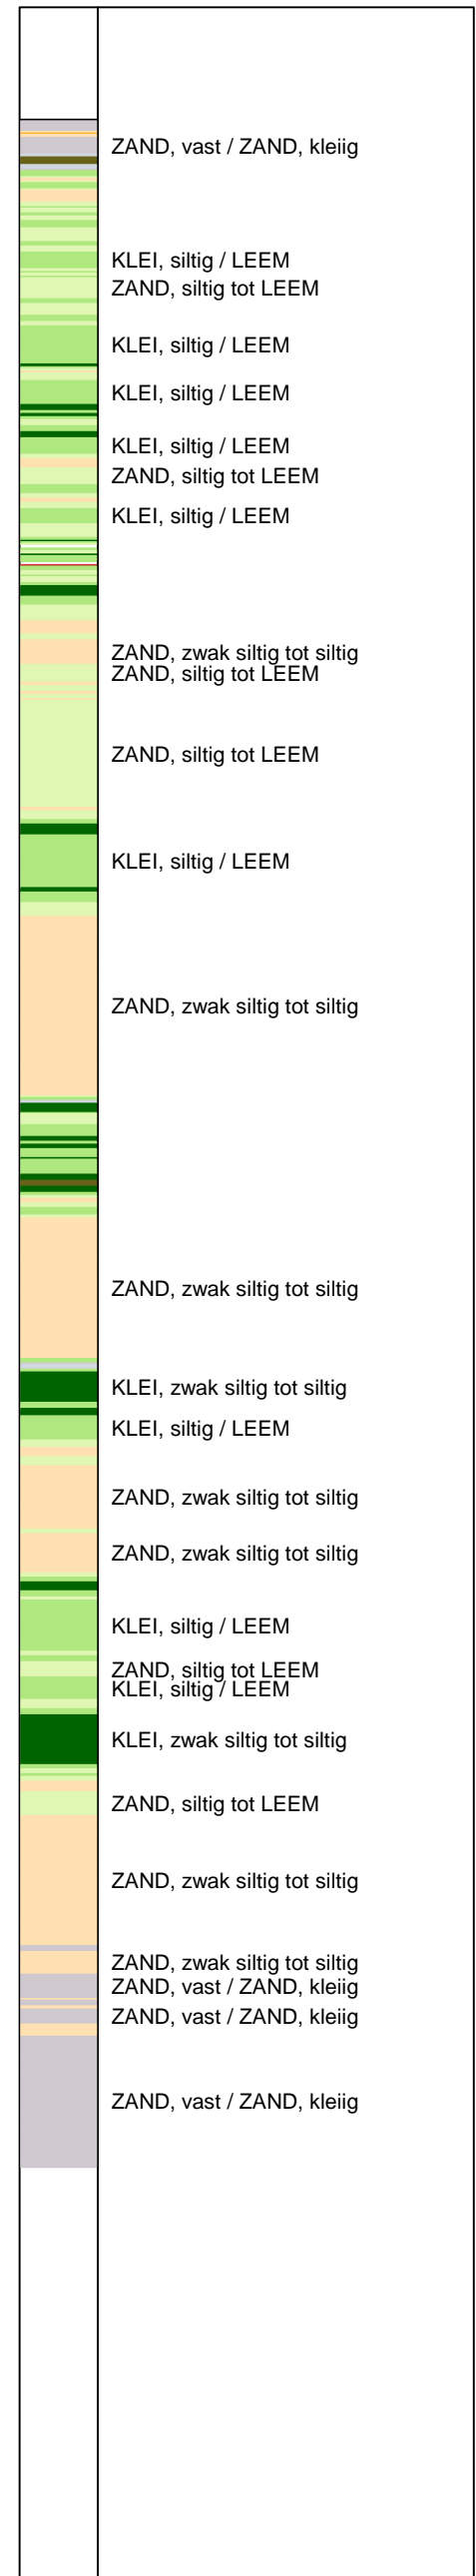 ZAND, vast / ZAND, kleiig
KLEI, siltig / LEEM
ZAND, siltig tot LEEM
KLEI, siltig / LEEM
KLEI, siltig / LEEM
KLEI, siltig / LEEM
ZAND, siltig tot LEEM
KLEI, siltig / LEEM
ZAND, zwak siltig tot siltig
ZAND, siltig tot LEEM
ZAND, siltig tot LEEM
KLEI, siltig / LEEM
ZAND, zwak siltig tot siltig
ZAND, zwak siltig tot siltig
KLEI, zwak siltig tot siltig
KLEI, siltig / LEEM
ZAND, zwak siltig tot siltig
ZAND, zwak siltig tot siltig
KLEI, siltig / LEEM
ZAND, siltig tot LEEM
KLEI, siltig / LEEM
KLEI, zwak siltig tot siltig
ZAND, siltig tot LEEM
ZAND, zwak siltig tot siltig
ZAND, zwak siltig tot siltig
ZAND, vast / ZAND, kleiig
ZAND, vast / ZAND, kleiig
ZAND, vast / ZAND, kleiig